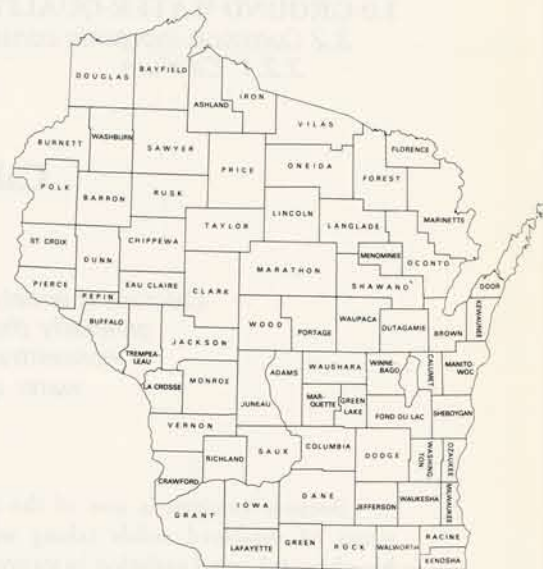 DOUGLAS
BAYFIELD
ASHLAND
IRON
VILAS
BURNETT
WASHBURN
SAWYER
PRICE
ONEIDA
FOREST
FLORENCE
POLK
BARRON
RUSK
TAYLOR
LINCOLN
LANGLADE
MARINETTE
ST. CROIX
DUNN
CHIPPEWA
MARATHON
MENOMINEE
OCONTO
SHAWANO
DOOR
PIERCE
PEPIN
EAU CLAIRE
CLARK
KEWAUNEE
BUFFALO
TREMPEA-
LEAU
JACKSON
WOOD
PORTAGE
WAUPACA
OUTAGAMIE
BROWN
LA CROSSE
MONROE
JUNEAU
ADAMS
WAUSHARA
MAR-
QUETTE
GREEN
LAKE
WINNE-
BAGO
CALUMET
MANITO-
WOC
FOND DU LAC
SHEBOYGAN
VERNON
RICHLAND
SAUK
COLUMBIA
DODGE
WASHING
TON
OZAUKEE
CRAWFORD
GRANT
IOWA
DANE
JEFFERSON
WAUKESHA
MILWAUKEE
LAFAYETTE
GREEN
ROCK
WALWORTH
RACINE
KENOSHA